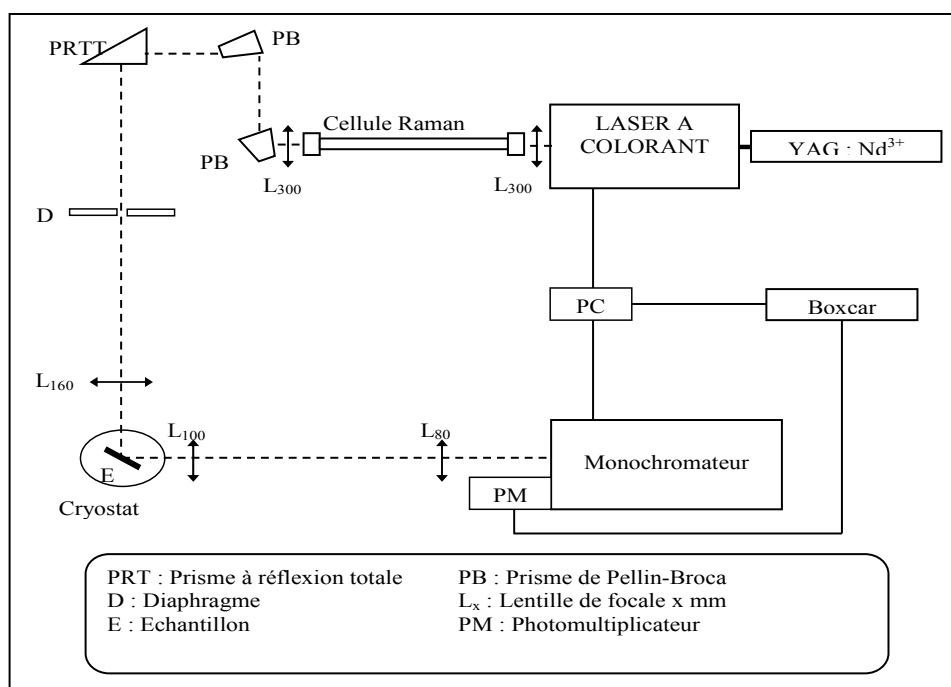 PRTT
PB
Cellule Raman
LASER A
COLORANT
YAG : Nd³⁺
PB
L₃₀₀
L₃₀₀
D
PC
Boxcar
L₁₆₀
L₁₀₀
L₈₀
Monochromateur
E
PM
Cryostat
PRT : Prisme à réflexion totale
PB : Prisme de Pellin-Broca
D : Diaphragme
Lₓ : Lentille de focale x mm
E : Echantillon
PM : Photomultiplicateur